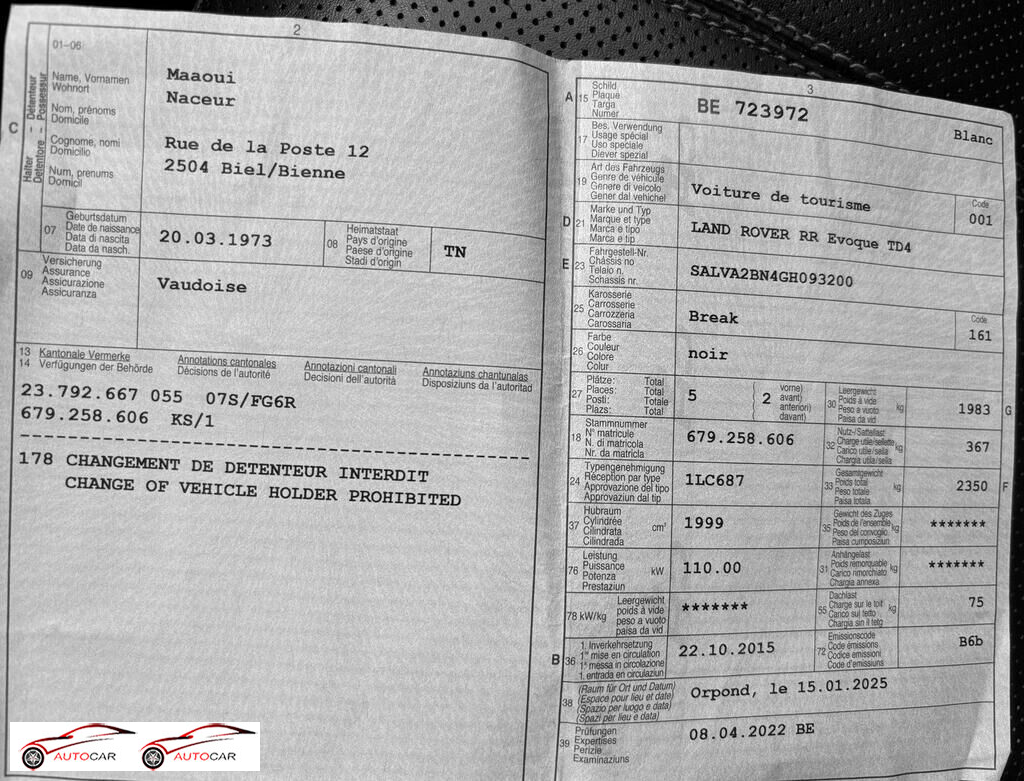 2
01-06
C
Halter - Détenteur
Detentore - Possessur
Name, Vornamen
Wohnort
Nom, prénoms
Domicile
Cognome, nomi
Domicilio
Num, prenums
Domicil
Maaoui
Naceur
Rue de la Poste 12
2504 Biel/Bienne
07
Geburtsdatum
Date de naissance
Data di nascita
Data da nasch.
20.03.1973
08
Heimatstaat
Pays d'origine
Paese d'origine
Stadi d'origin
TN
09
Versicherung
Assurance
Assicurazione
Assicuranza
Vaudoise
13 Kantonale Vermerke Annotations cantonales Annotazioni cantonali Annotaziuns chantunalas
14 Verfügungen der Behörde Décisions de l'autorité Decisioni dell'autorità Disposiziuns da l'autoritad
23.792.667 055 07S/FG6R
679.258.606 KS/1
178 CHANGEMENT DE DETENTEUR INTERDIT
CHANGE OF VEHICLE HOLDER PROHIBITED
AUTOCAR AUTOCAR
3
A 15
Schild
Plaque
Targa
Numer
BE 723972
Blanc
17
Bes. Verwendung
Usage spécial
Uso speciale
Diever spezial
19
Art des Fahrzeugs
Genre de véhicule
Genere di veicolo
Gener dal vehichel
Voiture de tourisme
Code
001
D 21
Marke und Typ
Marque et type
Marca e tipo
Marca e tip
LAND ROVER RR Evoque TD4
E 23
Fahrgestell-Nr.
Châssis no
Telaio n.
Schassis nr.
SALVA2BN4GH093200
25
Karosserie
Carrosserie
Carrozzeria
Carossaria
Break
Code
161
26
Farbe
Couleur
Colore
Colur
noir
27
Plätze: Total
Places: Total
Posti: Totale
Plazs: Total
5
( 2
vorne)
avant)
anteriori)
davant)
30
Leergewicht
Poids à vide
Peso a vuoto
Paisa da vid
kg
1983
G
18
Stammnummer
N° matricule
N. di matricola
Nr. da matricla
679.258.606
32
Nutz-/Sattellast
Charge utile/sellette
Carico utile/sella
Chargia utila/sella
kg
367
24
Typengenehmigung
Réception par type
Approvazione del tipo
Approvaziun dal tip
1LC687
33
Gesamtgewicht
Poids total
Peso totale
Paisa totala
kg
2350
F
37
Hubraum
Cylindrée
Cilindrata
Cilindrada
cm³
1999
35
Gewicht des Zuges
Poids de l'ensemble
Peso del convoglio
Paisa cumposiziun
kg
*******
76
Leistung
Puissance
Potenza
Prestaziun
kW
110.00
31
Anhängelast
Poids remorquable
Carico rimorchiato
Chargia annexa
kg
*******
78 kW/kg
Leergewicht
poids à vide
peso a vuoto
paisa da vid
*******
55
Dachlast
Charge sur le toit
Carico sul tetto
Chargia sin il tetg
kg
75
B 36
1. Inverkehrsetzung
1re mise en circulation
1a messa in circolazione
1. entrada en circulaziun
22.10.2015
72
Emissionscode
Code émissions
Codice emissioni
Code d'emissiuns
B6b
38
(Raum für Ort und Datum)
(Espace pour lieu et date)
(Spazio per luogo e data)
(Spazi per lieu e data)
Orpond, le 15.01.2025
39
Prüfungen
Expertises
Perizie
Examinaziuns
08.04.2022 BE